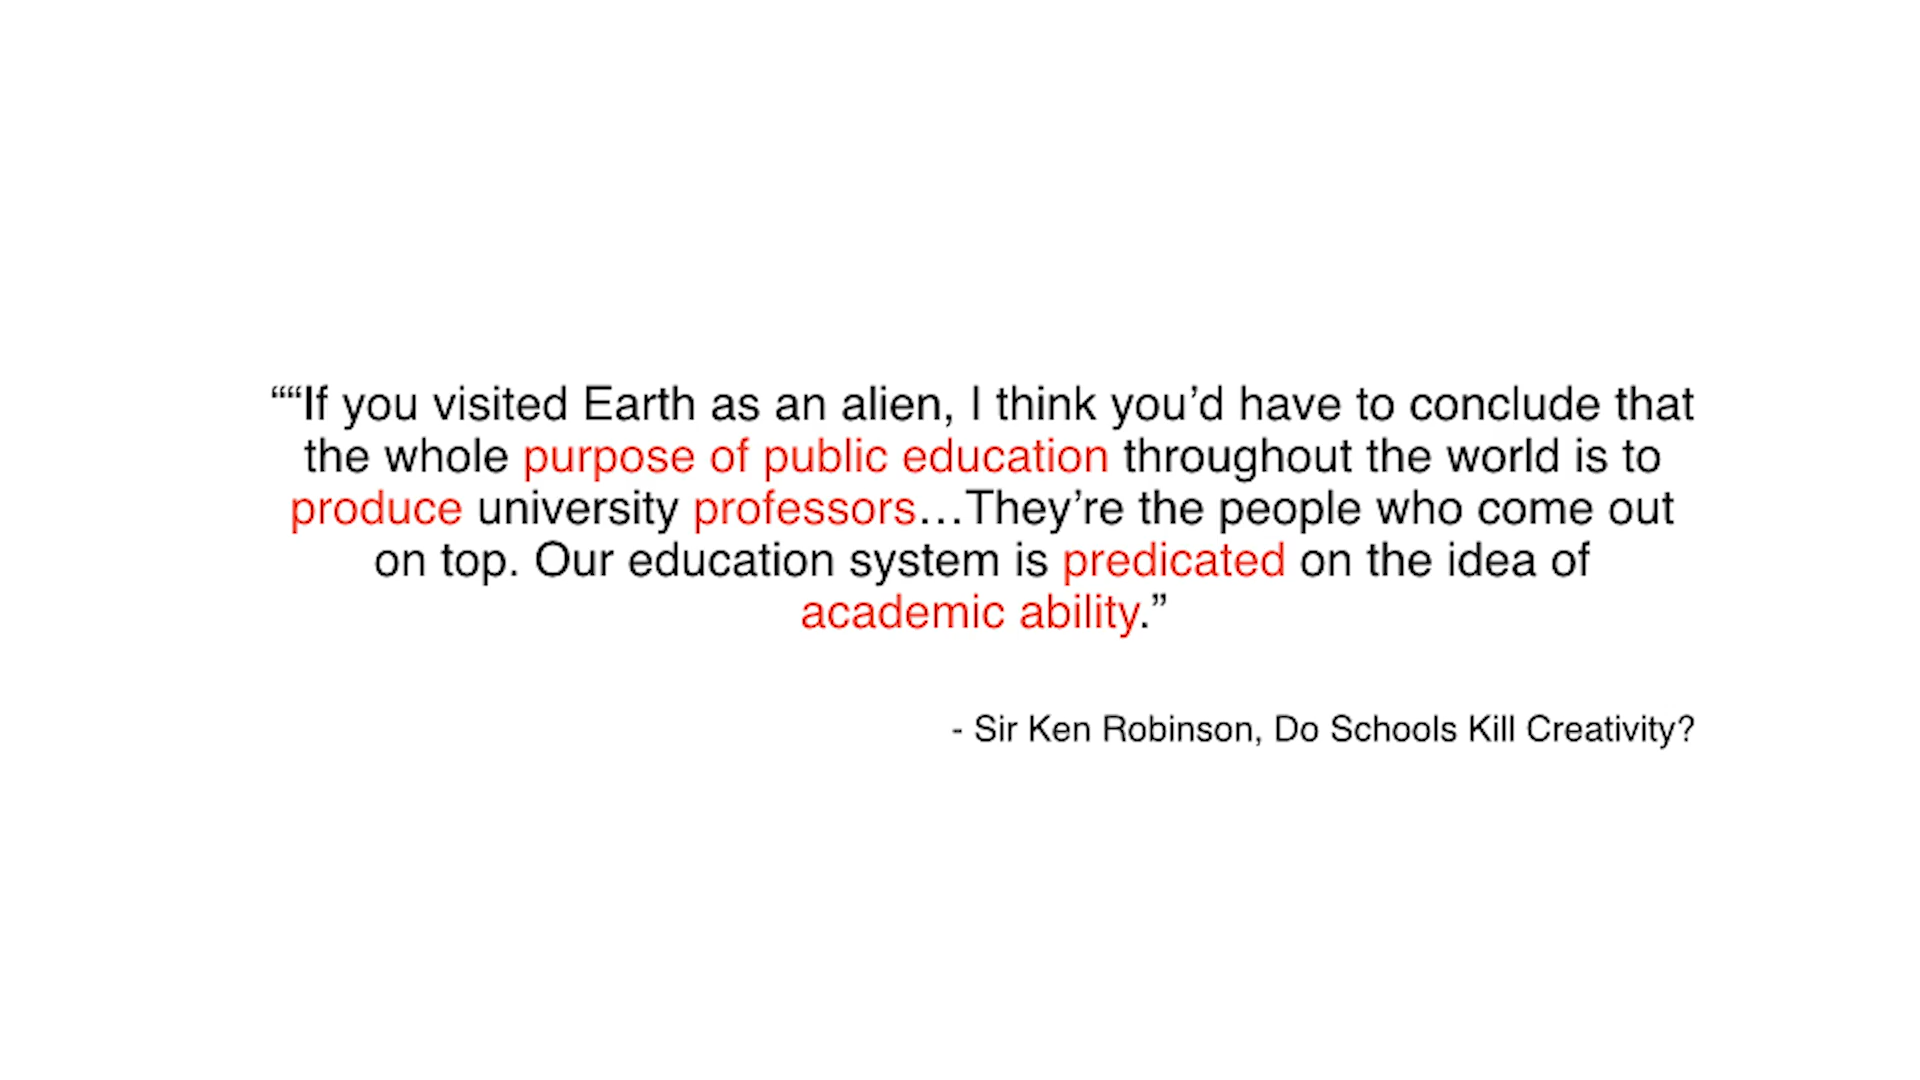 ““If you visited Earth as an alien, I think you’d have to conclude that
the whole purpose of public education throughout the world is to
produce university professors…They’re the people who come out
on top. Our education system is predicated on the idea of
academic ability.”
- Sir Ken Robinson, Do Schools Kill Creativity?